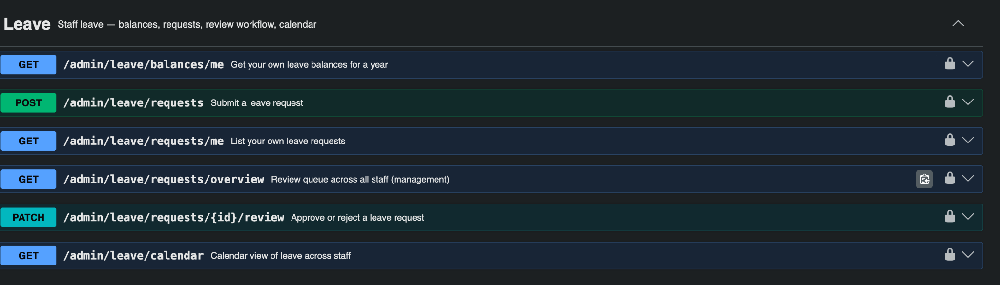 Leave Staff leave — balances, requests, review workflow, calendar
GET /admin/leave/balances/me Get your own leave balances for a year
POST /admin/leave/requests Submit a leave request
GET /admin/leave/requests/me List your own leave requests
GET /admin/leave/requests/overview Review queue across all staff (management)
PATCH /admin/leave/requests/{id}/review Approve or reject a leave request
GET /admin/leave/calendar Calendar view of leave across staff